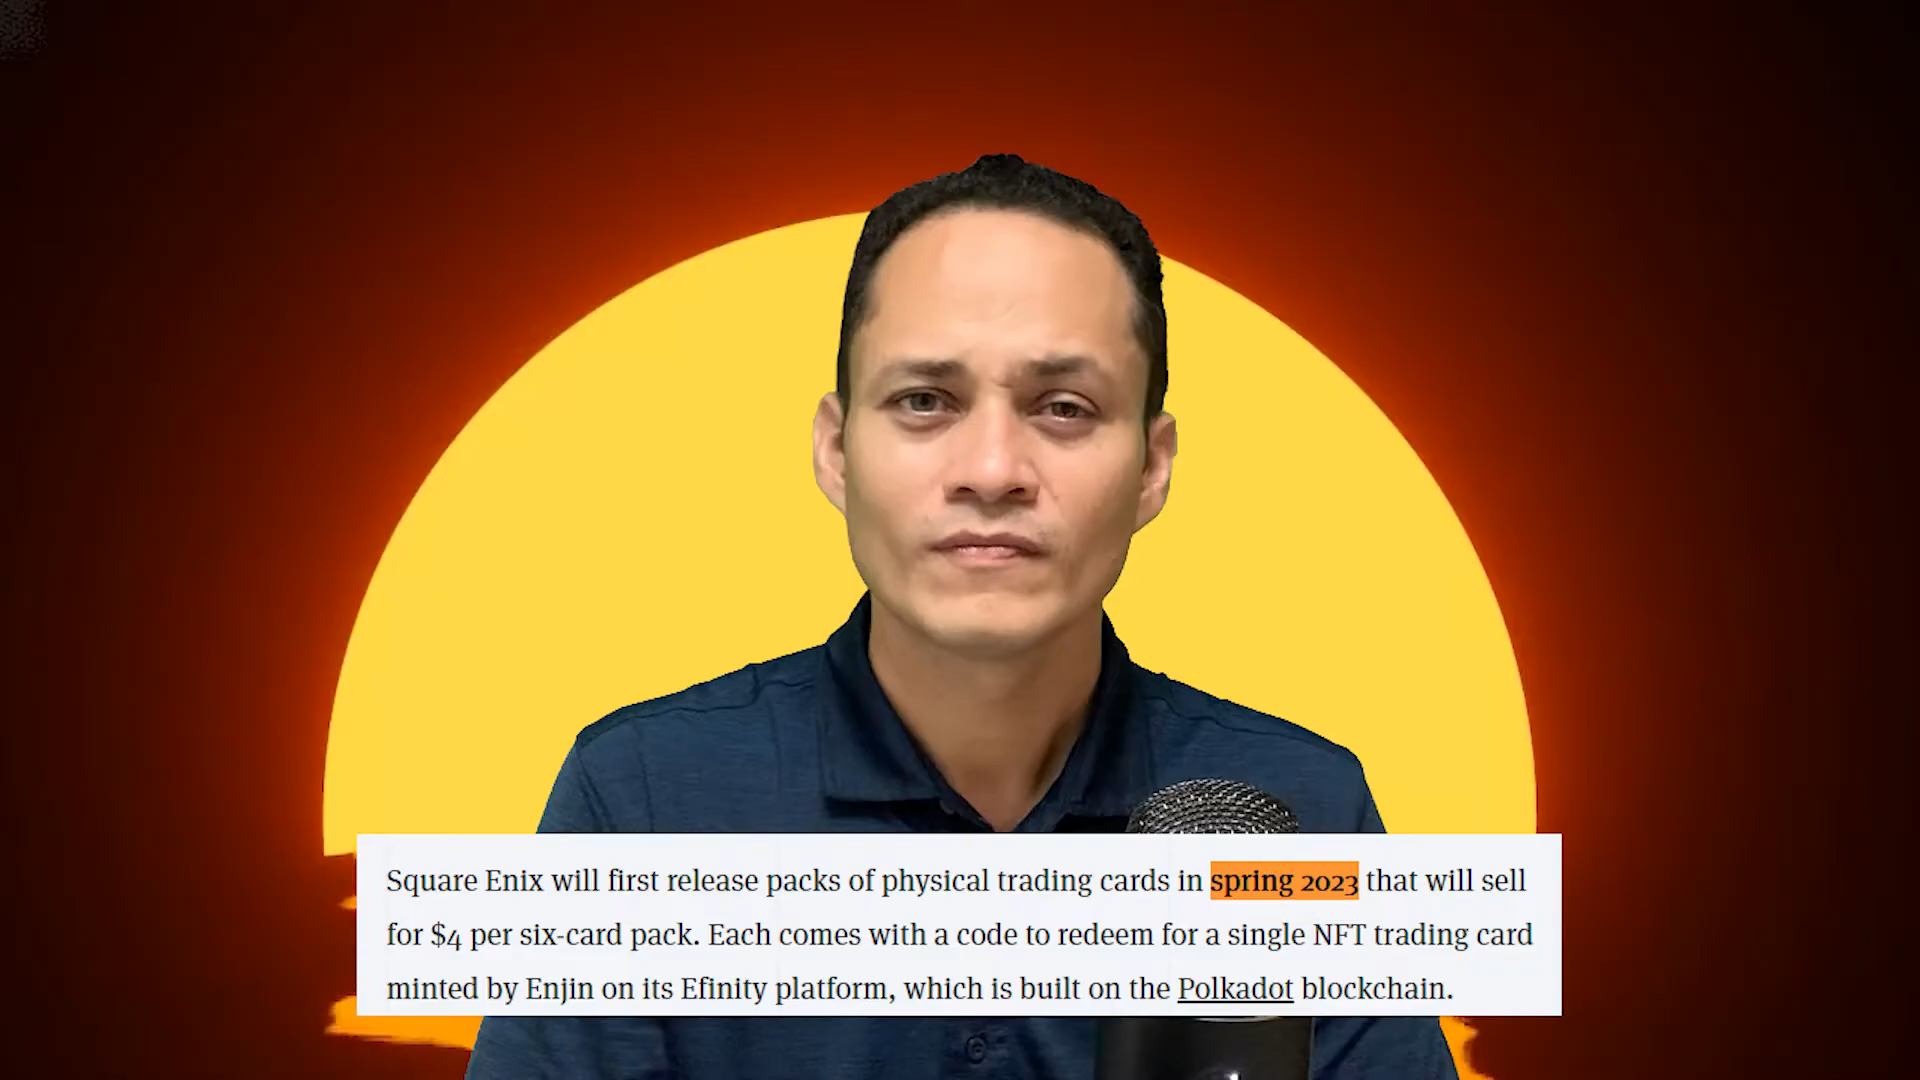 Square Enix will first release packs of physical trading cards in spring 2023 that will sell
for $4 per six-card pack. Each comes with a code to redeem for a single NFT trading card
minted by Enjin on its Efinity platform, which is built on the Polkadot blockchain.